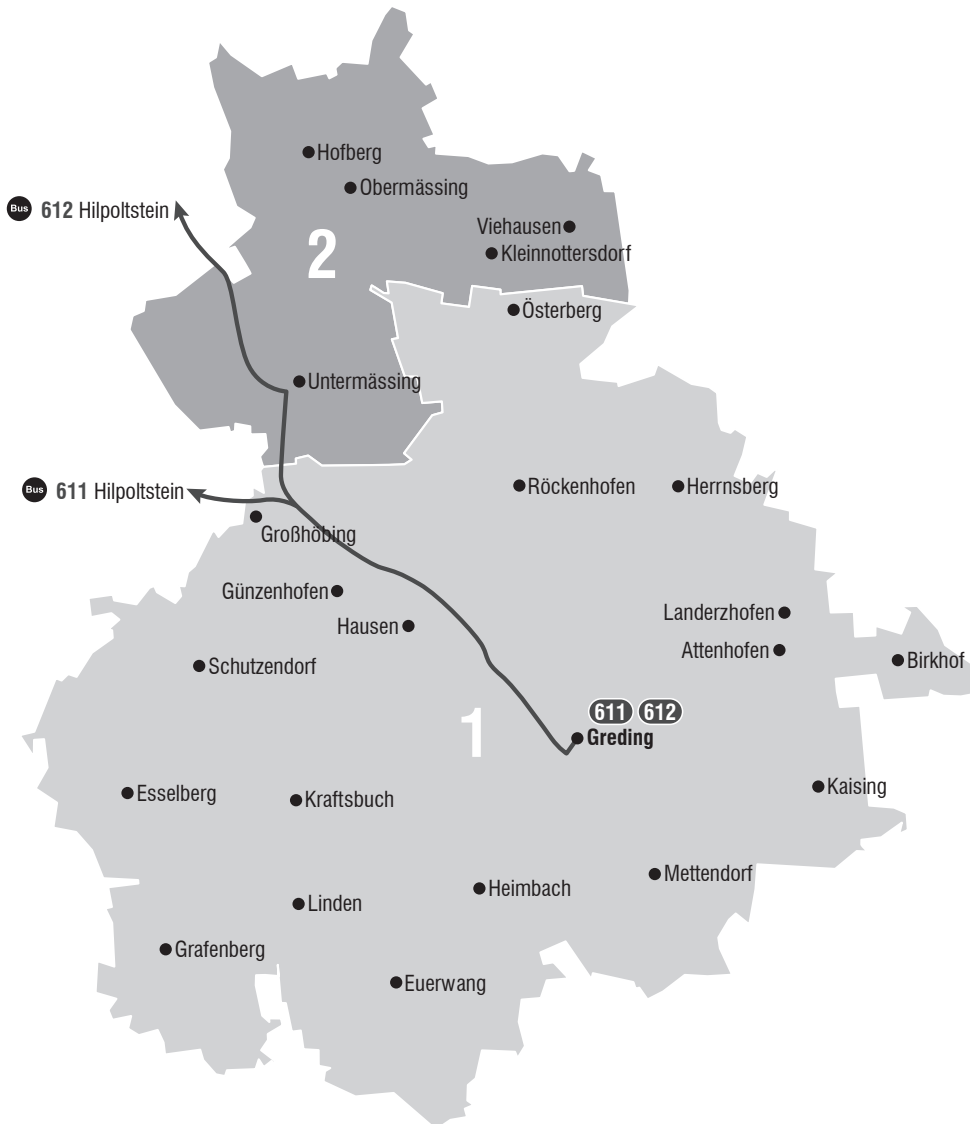 Hofberg
Obermässing
Bus 612 Hilpoltstein
Viehausen
2
Kleinnottersdorf
Österberg
Untermässing
Bus 611 Hilpoltstein
Röckenhofen
Herrnsberg
Großhöbing
Günzenhofen
Landerzhofen
Hausen
Attenhofen
Birkhof
Schutzendorf
611 612
1
Greding
Kaising
Esselberg
Kraftsbuch
Mettendorf
Heimbach
Linden
Grafenberg
Euerwang